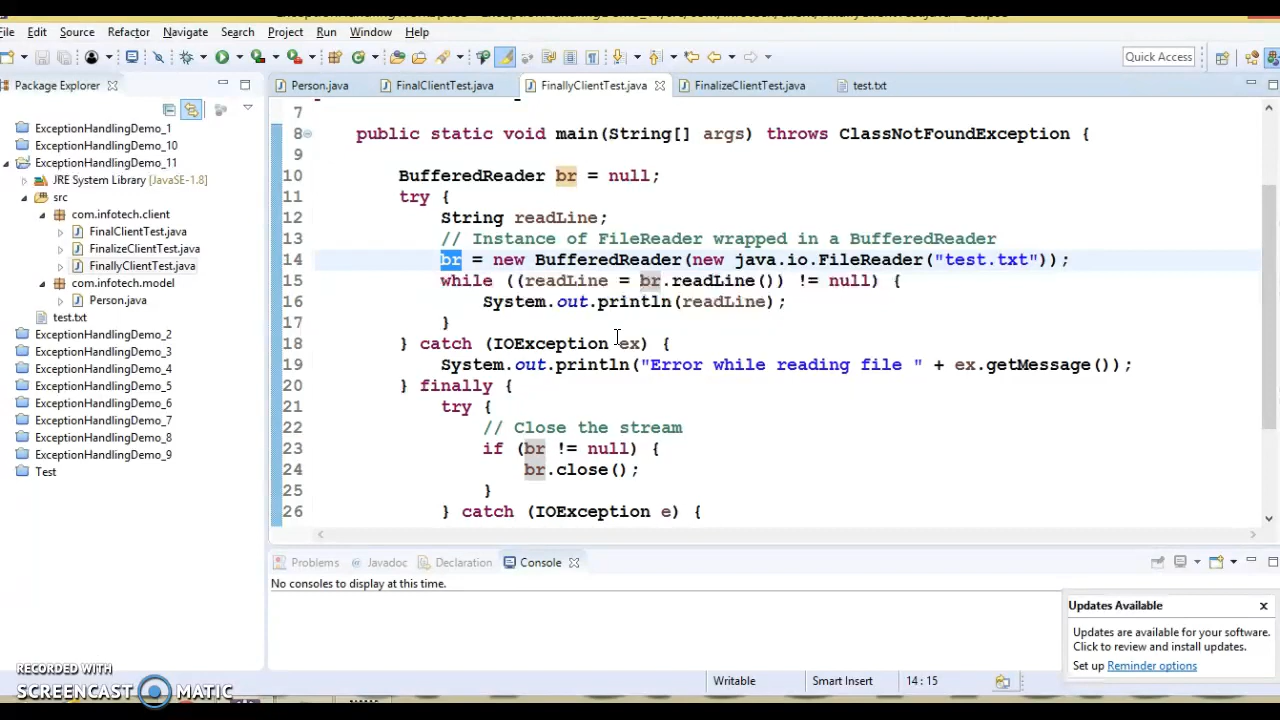 File Edit Source Refactor Navigate Search Project Run Window Help
Quick Access
Package Explorer
Person.java FinalClientTest.java FinallyClientTest.java FinalizeClientTest.java test.txt
ExceptionHandlingDemo_1
ExceptionHandlingDemo_10
ExceptionHandlingDemo_11
JRE System Library [JavaSE-1.8]
src
com.infotech.client
FinalClientTest.java
FinalizeClientTest.java
FinallyClientTest.java
com.infotech.model
Person.java
test.txt
ExceptionHandlingDemo_2
ExceptionHandlingDemo_3
ExceptionHandlingDemo_4
ExceptionHandlingDemo_5
ExceptionHandlingDemo_6
ExceptionHandlingDemo_7
ExceptionHandlingDemo_8
ExceptionHandlingDemo_9
Test
7
8 public static void main(String[] args) throws ClassNotFoundException {
9
10 BufferedReader br = null;
11 try {
12 String readLine;
13 // Instance of FileReader wrapped in a BufferedReader
14 br = new BufferedReader(new java.io.FileReader("test.txt"));
15 while ((readLine = br.readLine()) != null) {
16 System.out.println(readLine);
17 }
18 } catch (IOException ex) {
19 System.out.println("Error while reading file " + ex.getMessage());
20 } finally {
21 try {
22 // Close the stream
23 if (br != null) {
24 br.close();
25 }
26 } catch (IOException e) {
Problems Javadoc Declaration Console
No consoles to display at this time.
Updates Available
Updates are available for your software.
Click to review and install updates.
Set up Reminder options
Writable Smart Insert 14 : 15
RECORDED WITH
SCREENCAST MATIC